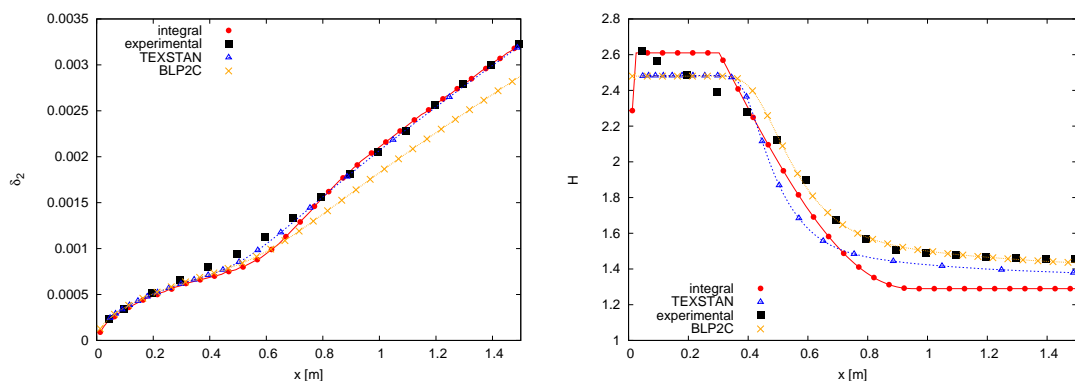 0.0035
0.003
0.0025
0.002
0.0015
0.001
0.0005
0
δ2
integral
experimental
TEXSTAN
BLP2C
0 0.2 0.4 0.6 0.8 1 1.2 1.4
x [m]
2.8
2.6
2.4
2.2
2
1.8
1.6
1.4
1.2
1
H
integral
TEXSTAN
experimental
BLP2C
0 0.2 0.4 0.6 0.8 1 1.2 1.4
x [m]